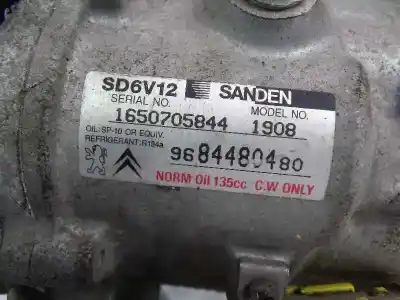 SD6V12 SANDEN
SERIAL NO. MODEL NO.
1650705844 1908
OIL: SP-10 OR EQUIV.
REFRIGERANT: R134a
9684480480
NORM Oil 135cc C.W ONLY